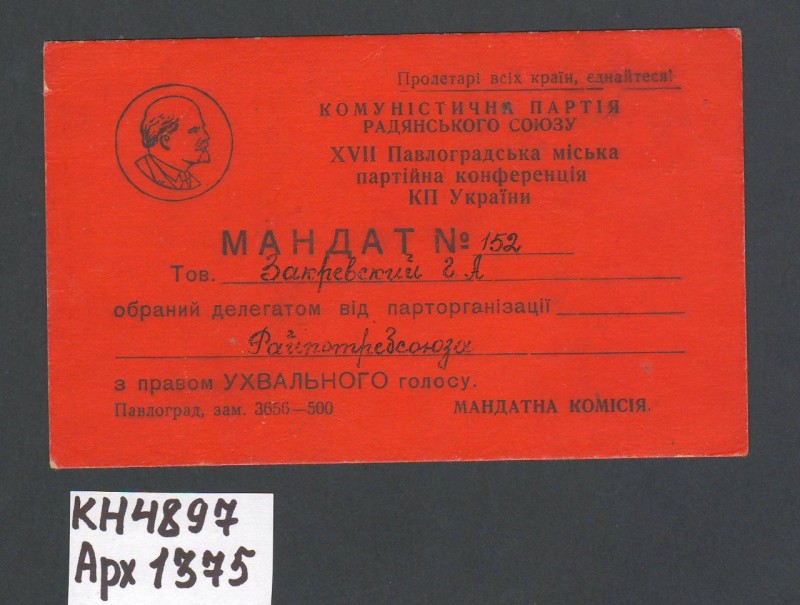 Пролетарі всіх країн, єднайтеся!
КОМУНІСТИЧНА ПАРТІЯ
РАДЯНСЬКОГО СОЮЗУ
XVII Павлоградська міська
партійна конференція
КП України
МАНДАТ № 152
Тов. Закревский Г А
обраний делегатом від парторганізації
Райпотребсоюза
з правом УХВАЛЬНОГО голосу.
Павлоград, зам. 3656—500 МАНДАТНА КОМІСІЯ.
КН4897
Арх 1375